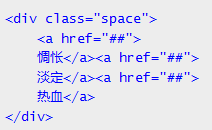 <div class="space">
<a href="##">
惆怅</a><a href="##">
淡定</a><a href="##">
热血</a>
</div>